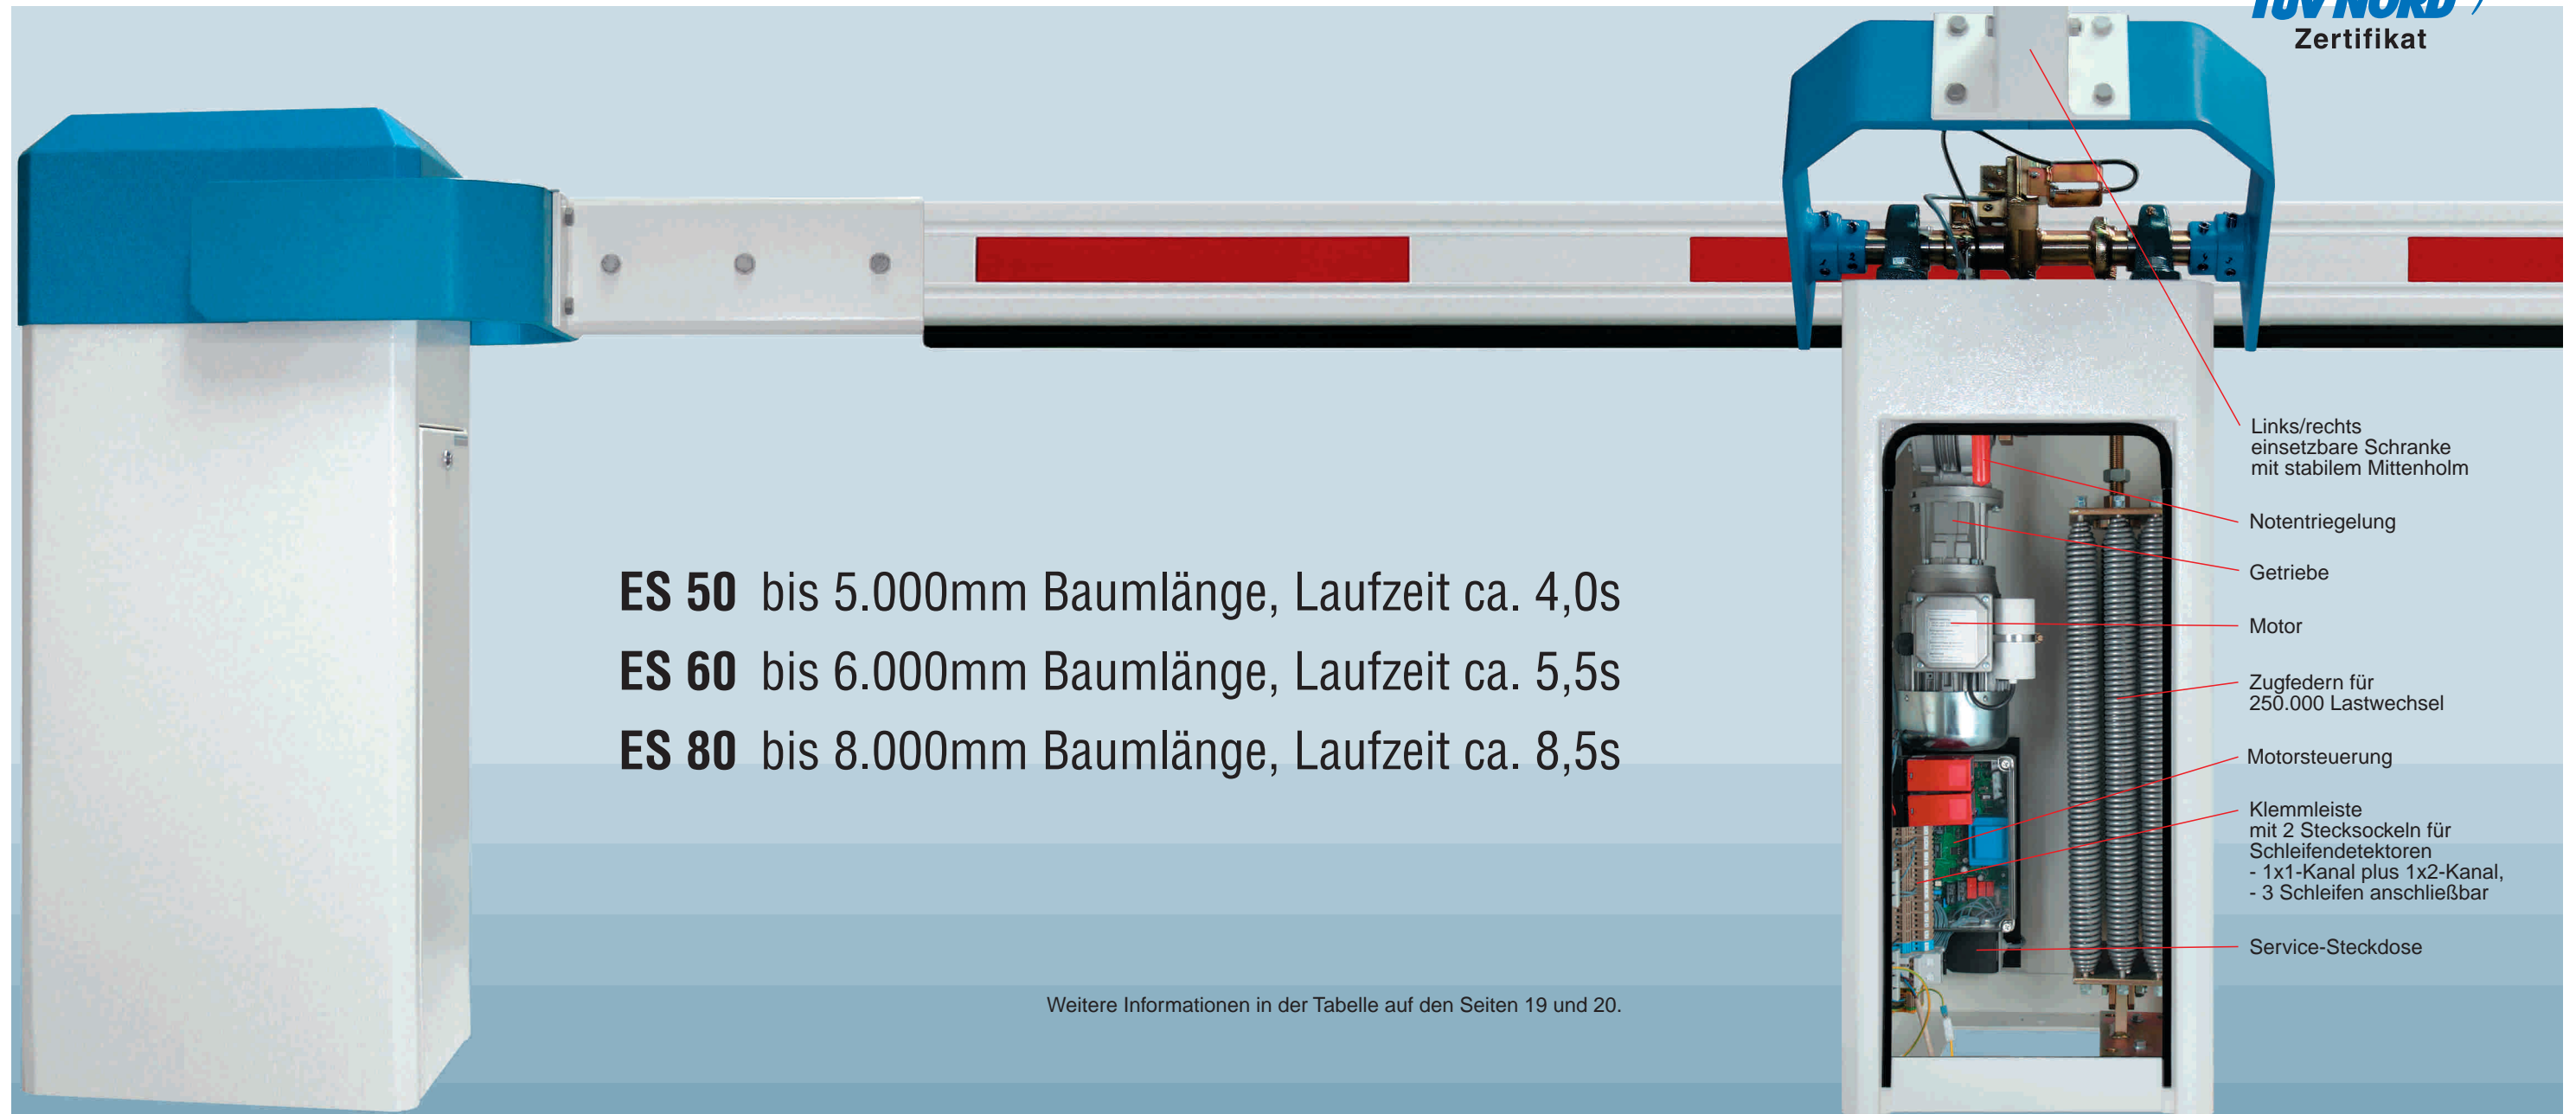 TÜV NORD
Zertifikat
ES 50 bis 5.000mm Baumlänge, Laufzeit ca. 4,0s
ES 60 bis 6.000mm Baumlänge, Laufzeit ca. 5,5s
ES 80 bis 8.000mm Baumlänge, Laufzeit ca. 8,5s
Weitere Informationen in der Tabelle auf den Seiten 19 und 20.
Links/rechts
einsetzbare Schranke
mit stabilem Mittenholm
Notentriegelung
Getriebe
Motor
Zugfedern für
250.000 Lastwechsel
Motorsteuerung
Klemmleiste
mit 2 Stecksockeln für
Schleifendetektoren
- 1x1-Kanal plus 1x2-Kanal,
- 3 Schleifen anschließbar
Service-Steckdose